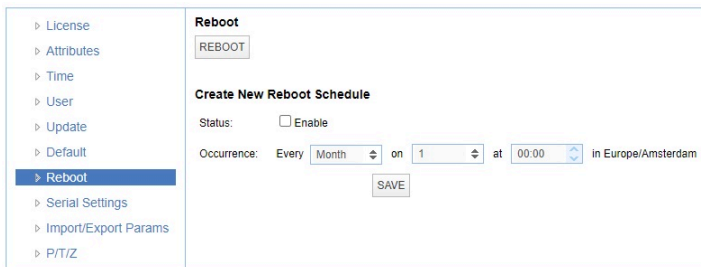 License
Attributes
Time
User
Update
Default
Reboot
Serial Settings
Import/Export Params
P/T/Z
Reboot
REBOOT
Create New Reboot Schedule
Status: Enable
Occurrence: Every Month on 1 at 00:00 in Europe/Amsterdam
SAVE